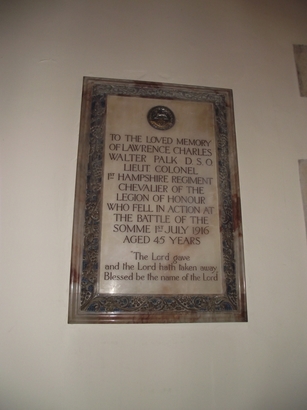 TO THE LOVED MEMORY
OF LAWRENCE CHARLES
WALTER PALK D.S.O
LIEUT COLONEL
1ST HAMPSHIRE REGIMENT
CHEVALIER OF THE
LEGION OF HONOUR
WHO FELL IN ACTION AT
THE BATTLE OF THE
SOMME 1ST JULY 1916
AGED 45 YEARS
"The Lord gave
and the Lord hath taken away
Blessed be the name of the Lord